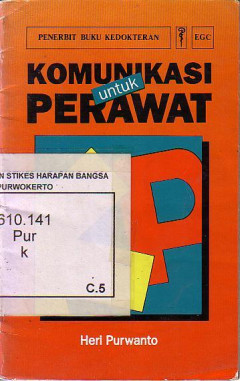 PENERBIT BUKU KEDOKTERAN
EGC
KOMUNIKASI
untuk
PERAWAT
N STIKES HARAPAN BANGSA
PURWOKERTO
610.141
Pur
k
C.5
Heri Purwanto